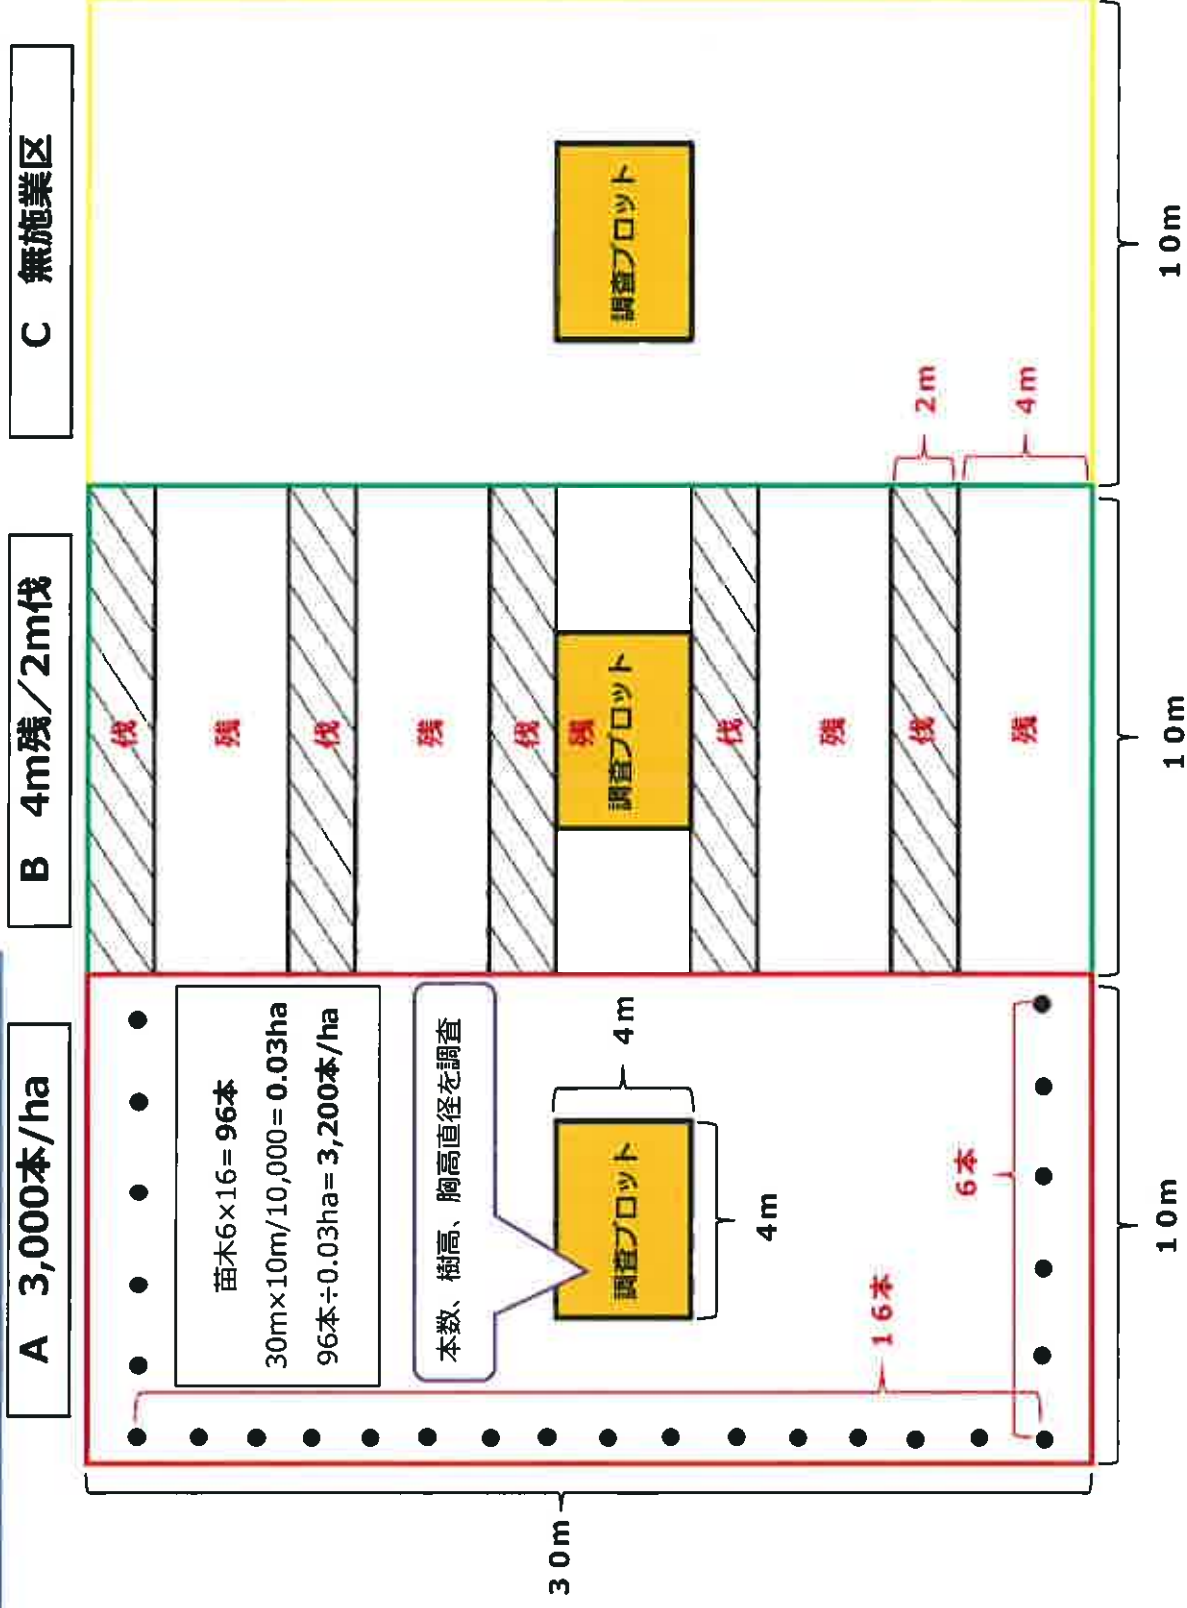 A 3,000本/ha
B 4m残／2m伐
C 無施業区
苗木6×16＝96本
30m×10m/10,000＝0.03ha
96本÷0.03ha＝3,200本/ha
本数、樹高、胸高直径を調査
調査プロット
4m
4m
16本
6本
30m
10m
伐
残
伐
残
伐
残
調査プロット
伐
残
伐
残
10m
調査プロット
2m
4m
10m